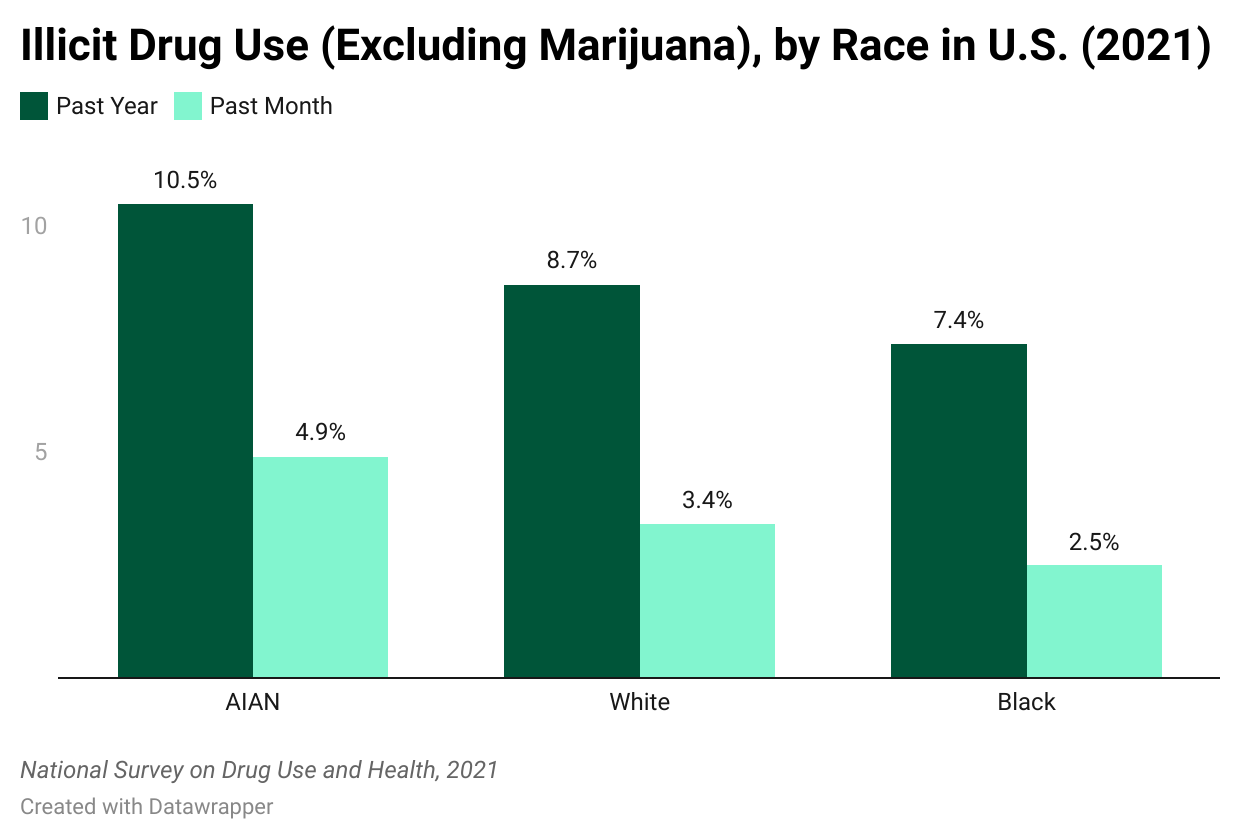 Illicit Drug Use (Excluding Marijuana), by Race in U.S. (2021)
Past Year Past Month
10.5%
10
8.7%
7.4%
4.9%
5
3.4%
2.5%
AIAN White Black
National Survey on Drug Use and Health, 2021
Created with Datawrapper